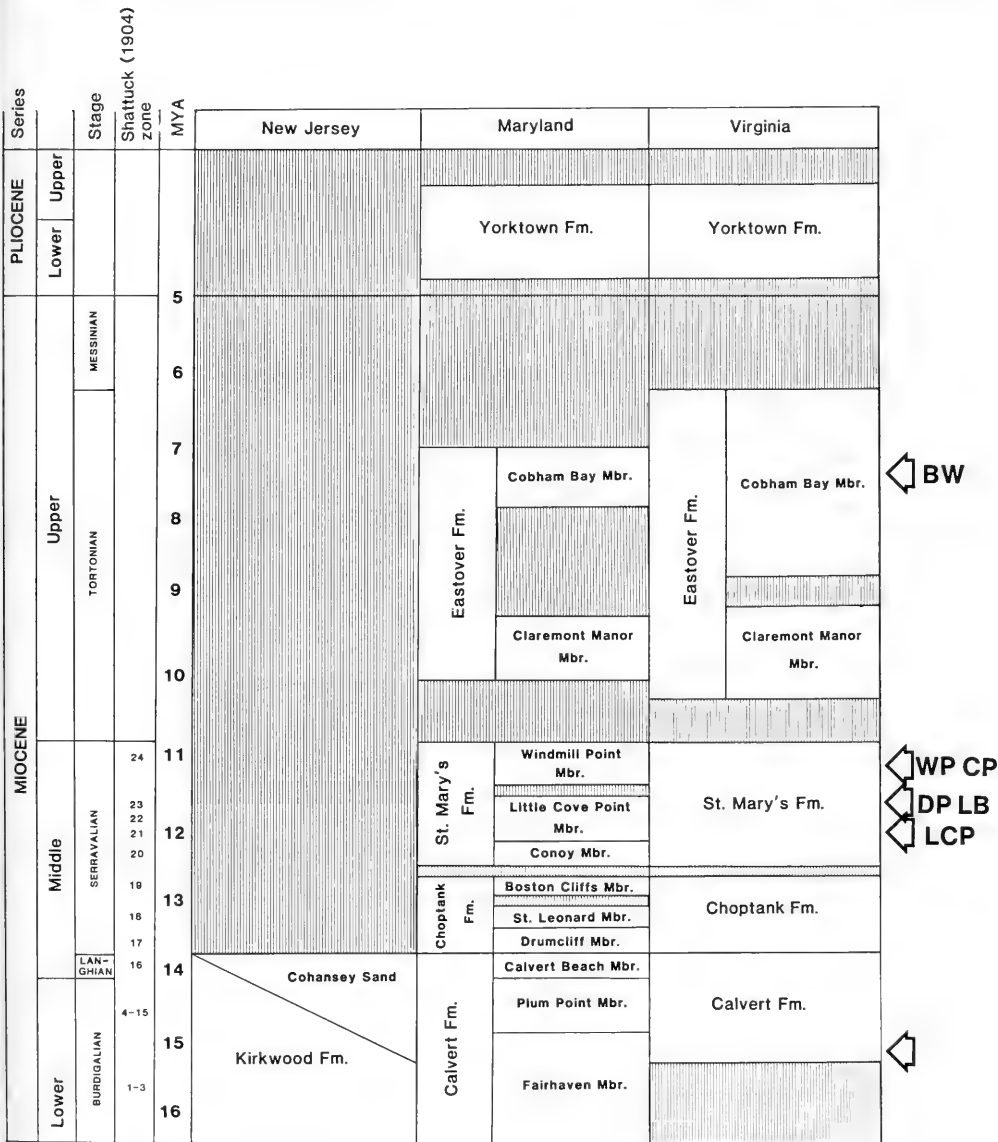 Series
Stage
Shattuck (1904)
zone
MYA
New Jersey
Maryland
Virginia
PLIOCENE
Upper
Lower
Yorktown Fm.
Yorktown Fm.
5
MIOCENE
Upper
MESSINIAN
6
TORTONIAN
7
8
9
10
Eastover Fm.
Cobham Bay Mbr.
Claremont Manor
Mbr.
Eastover Fm.
Cobham Bay Mbr.
Claremont Manor
Mbr.
BW
Middle
SERRAVALIAN
24
23
22
21
20
19
18
17
11
12
13
St. Mary's
Fm.
Windmill Point
Mbr.
Little Cove Point
Mbr.
Conoy Mbr.
St. Mary's Fm.
WP CP
DP LB
LCP
Choptank
Fm.
Boston Cliffs Mbr.
St. Leonard Mbr.
Drumcliff Mbr.
Choptank Fm.
LAN-
GHIAN
16
14
Cohansey Sand
Kirkwood Fm.
Calvert Fm.
Calvert Beach Mbr.
Plum Point Mbr.
Fairhaven Mbr.
Calvert Fm.
Lower
BURDIGALIAN
4-15
1-3
15
16